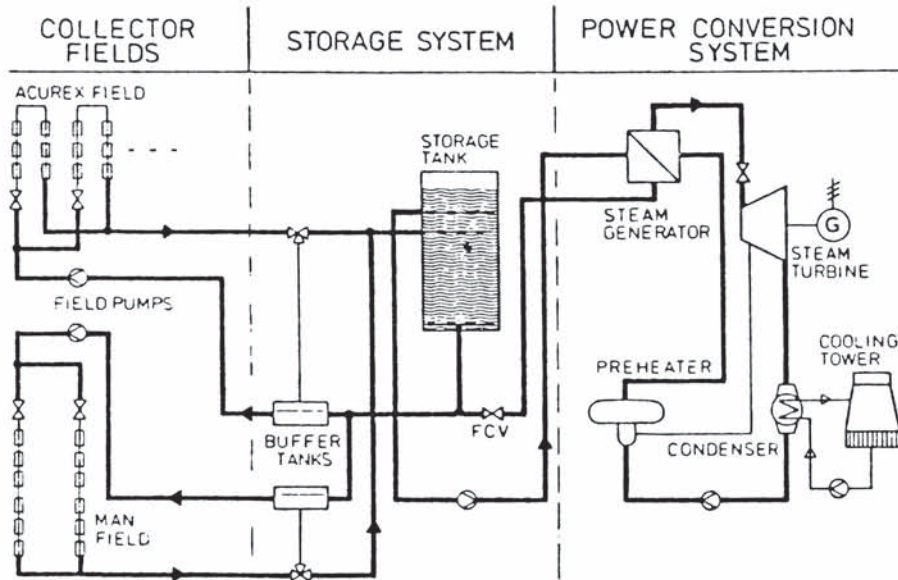 COLLECTOR
FIELDS
STORAGE SYSTEM
POWER CONVERSION
SYSTEM
ACUREX FIELD
STORAGE
TANK
STEAM
GENERATOR
G
STEAM
TURBINE
FIELD PUMPS
COOLING
TOWER
PREHEATER
FCV
BUFFER
TANKS
CONDENSER
MAN
FIELD